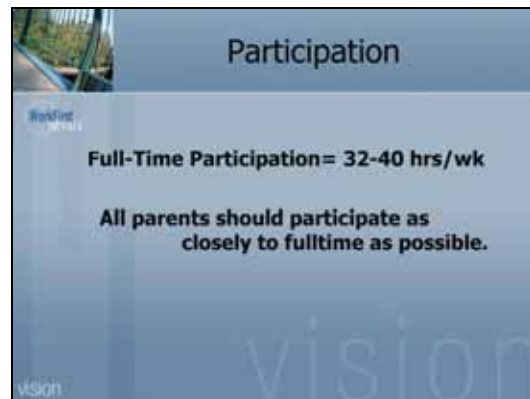 Participation
WorkFirst
Full-Time Participation= 32-40 hrs/wk
All parents should participate as
closely to fulltime as possible.
vision
vision